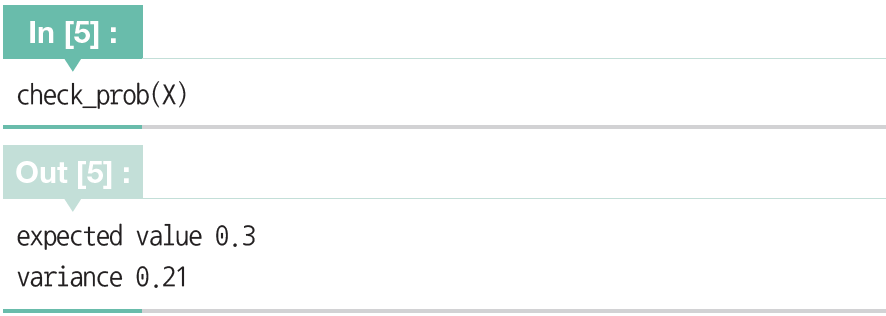 In [5] :
check_prob(X)
Out [5] :
expected value 0.3
variance 0.21